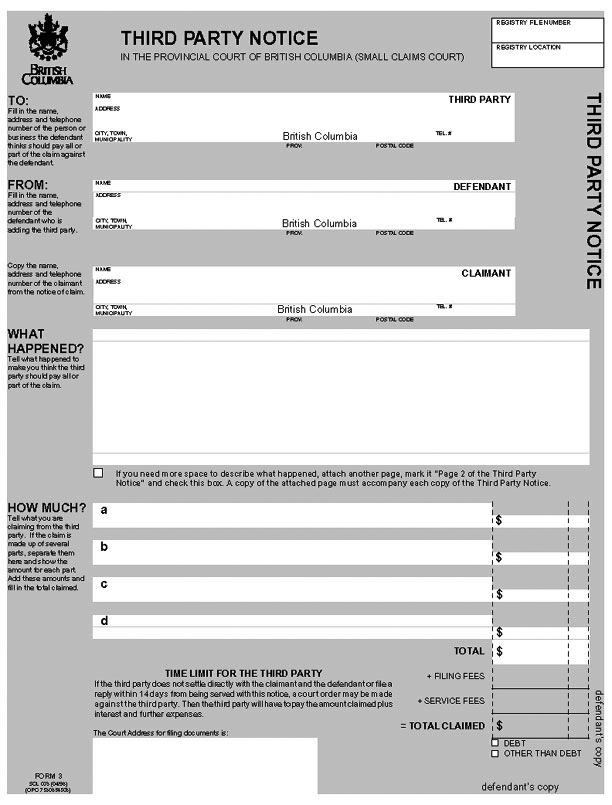 THIRD PARTY NOTICE
IN THE PROVINCIAL COURT OF BRITISH COLUMBIA (SMALL CLAIMS COURT)
REGISTRY FILE NUMBER
REGISTRY LOCATION
BRITISH
COLUMBIA
TO:
Fill in the name,
address and telephone
number of the person or
business the defendant
thinks should pay all or
part of the claim against
the defendant.
NAME
THIRD PARTY
ADDRESS
CITY, TOWN,
MUNICIPALITY
British Columbia
TEL. #
PROV.
POSTAL CODE
THIRD PARTY NOTICE
FROM:
Fill in the name,
address and telephone
number of the
defendant who is
adding the third party.
NAME
DEFENDANT
ADDRESS
CITY, TOWN,
MUNICIPALITY
British Columbia
TEL. #
PROV.
POSTAL CODE
Copy the name,
address and telephone
number of the claimant
from the notice of claim.
NAME
CLAIMANT
ADDRESS
CITY, TOWN,
MUNICIPALITY
British Columbia
TEL. #
PROV.
POSTAL CODE
WHAT
HAPPENED?
Tell what happened to
make you think the third
party should pay all or
part of the claim.
If you need more space to describe what happened, attach another page, mark it "Page 2 of the Third Party
Notice" and check this box. A copy of the attached page must accompany each copy of the Third Party Notice.
HOW MUCH?
Tell what you are
claiming from the third
party. If the claim is
made up of several
parts, separate them
here and show the
amount for each part.
Add these amounts and
fill in the total claimed.
a
$
b
$
c
$
d
$
TOTAL $
TIME LIMIT FOR THE THIRD PARTY
If the third party does not settle directly with the claimant and the defendant or file a
reply within 14 days from being served with this notice, a court order may be made
against the third party. Then the third party will have to pay the amount claimed plus
interest and further expenses.
+ FILING FEES
+ SERVICE FEES
= TOTAL CLAIMED $
The Court Address for filing documents is:
DEBT
OTHER THAN DEBT
defendant's copy
FORM 3
defendant's copy